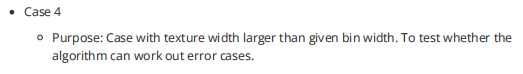 • Case 4
◦ Purpose: Case with texture width larger than given bin width. To test whether the
algorithm can work out error cases.